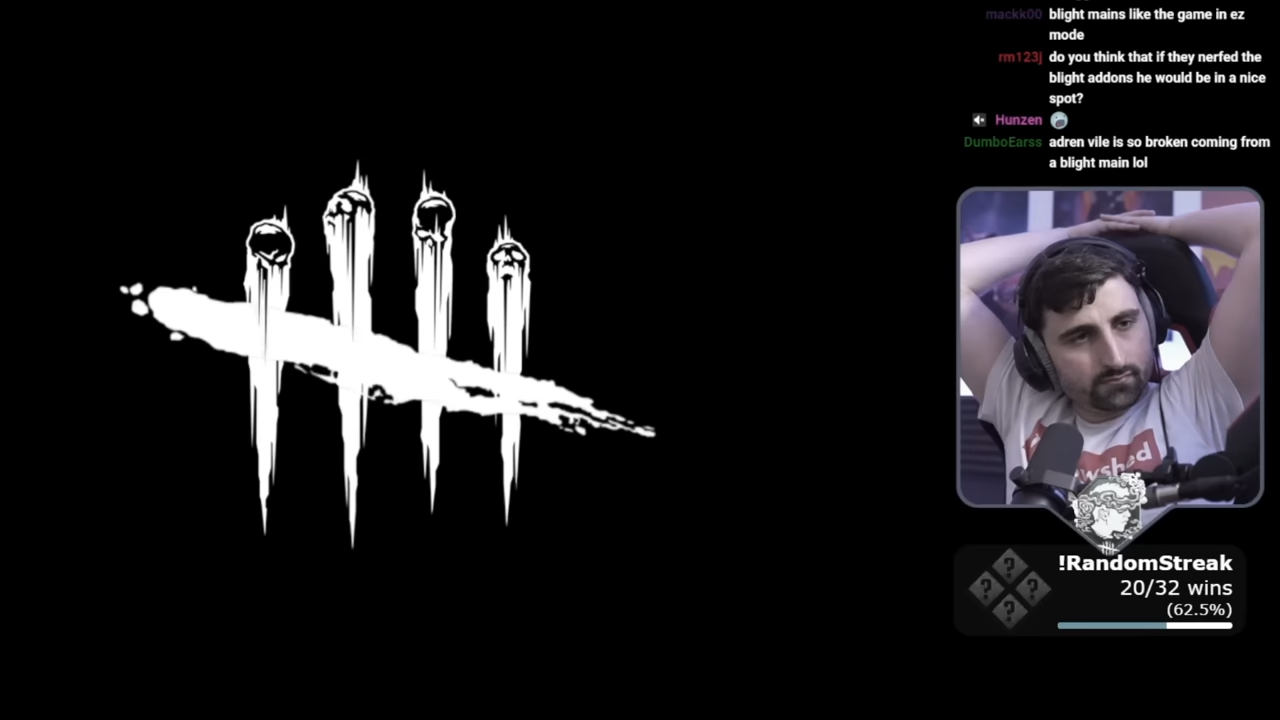 mackk00 blight mains like the game in ez
mode
rm123j do you think that if they nerfed the
blight addons he would be in a nice
spot?
Hunzen
DumboEarss adren vile is so broken coming from
a blight main lol
wshed
? ? ? ?
!RandomStreak
20/32 wins
(62.5%)